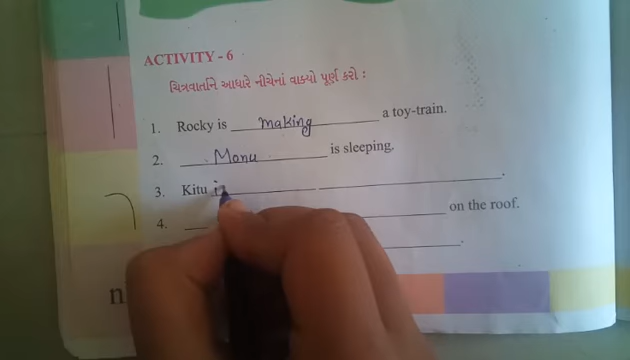 ACTIVITY - 6
ચિત્રવાર્તાને આધારે નીચેનાં વાક્યો પૂર્ણ કરો :
1. Rocky is making a toy-train.
2. Monu is sleeping.
3. Kitu i
4. on the roof.